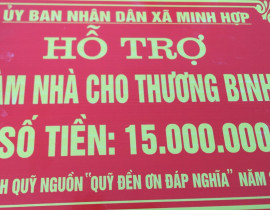 ỦY BAN NHÂN DÂN XÃ MINH HỢP
HỖ TRỢ
NHÀ CHO THƯƠNG BINH
SỐ TIỀN: 15.000.000
QUỸ NGUỒN "QUỸ ĐỀN ƠN ĐÁP NGHĨA" NĂM